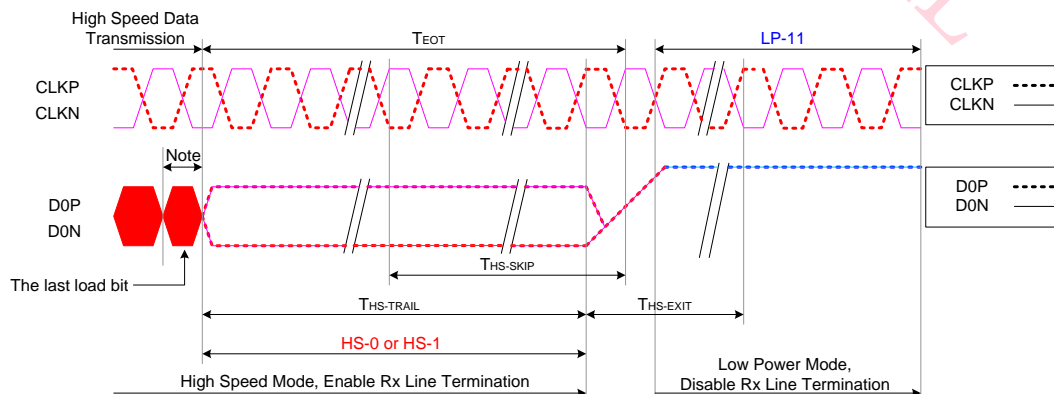 High Speed Data
Transmission
TEOT
LP-11
CLKP
CLKN
CLKP
CLKN
Note
D0P
D0N
D0P
D0N
THS-SKIP
The last load bit
THS-TRAIL
THS-EXIT
HS-0 or HS-1
High Speed Mode, Enable Rx Line Termination
Low Power Mode,
Disable Rx Line Termination